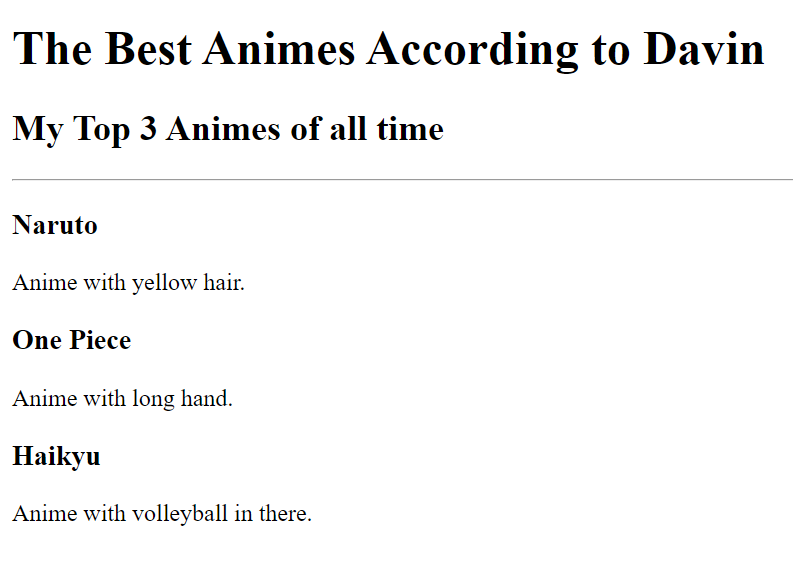 The Best Animes According to Davin
My Top 3 Animes of all time
Naruto
Anime with yellow hair.
One Piece
Anime with long hand.
Haikyu
Anime with volleyball in there.